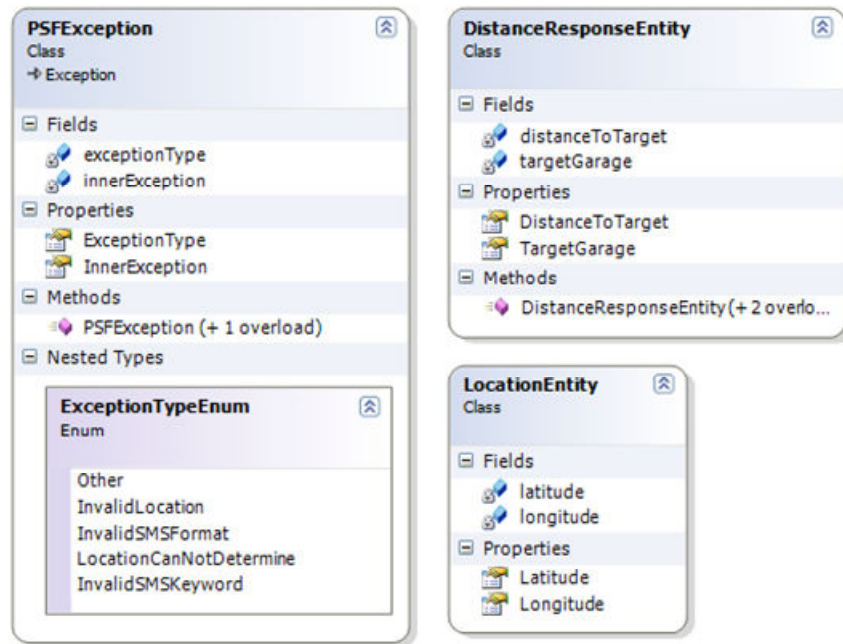 PSFException
Class
Exception
Fields
exceptionType
innerException
Properties
ExceptionType
InnerException
Methods
PSFException (+ 1 overload)
Nested Types
ExceptionTypeEnum
Enum
Other
InvalidLocation
InvalidSMSFormat
LocationCanNotDetermine
InvalidSMSKeyword
DistanceResponseEntity
Class
Fields
distanceToTarget
targetGarage
Properties
DistanceToTarget
TargetGarage
Methods
DistanceResponseEntity (+ 2 overlo...
LocationEntity
Class
Fields
latitude
longitude
Properties
Latitude
Longitude